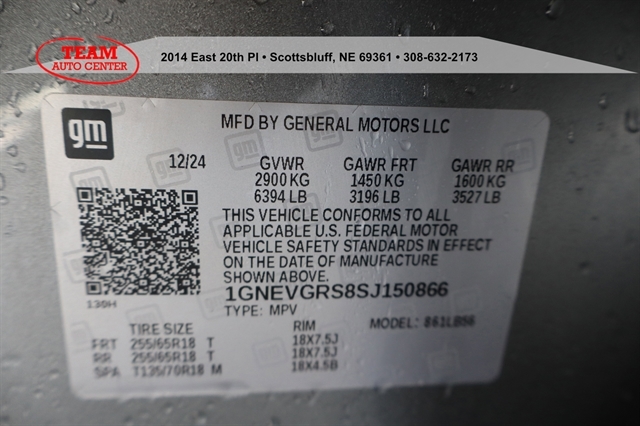 TEAM
AUTO CENTER
2014 East 20th Pl • Scottsbluff, NE 69361 • 308-632-2173
gm
MFD BY GENERAL MOTORS LLC
12/24 GVWR GAWR FRT GAWR RR
2900 KG 1450 KG 1600 KG
6394 LB 3196 LB 3527 LB
THIS VEHICLE CONFORMS TO ALL
APPLICABLE U.S. FEDERAL MOTOR
VEHICLE SAFETY STANDARDS IN EFFECT
ON THE DATE OF MANUFACTURE
SHOWN ABOVE.
130H
1GNEVGRS8SJ150866
TYPE: MPV MODEL: 861LB56
TIRE SIZE RIM
FRT 255/65R18 T 18X7.5J
RR 255/65R18 T 18X7.5J
SPA T135/70R18 M 18X4.5B